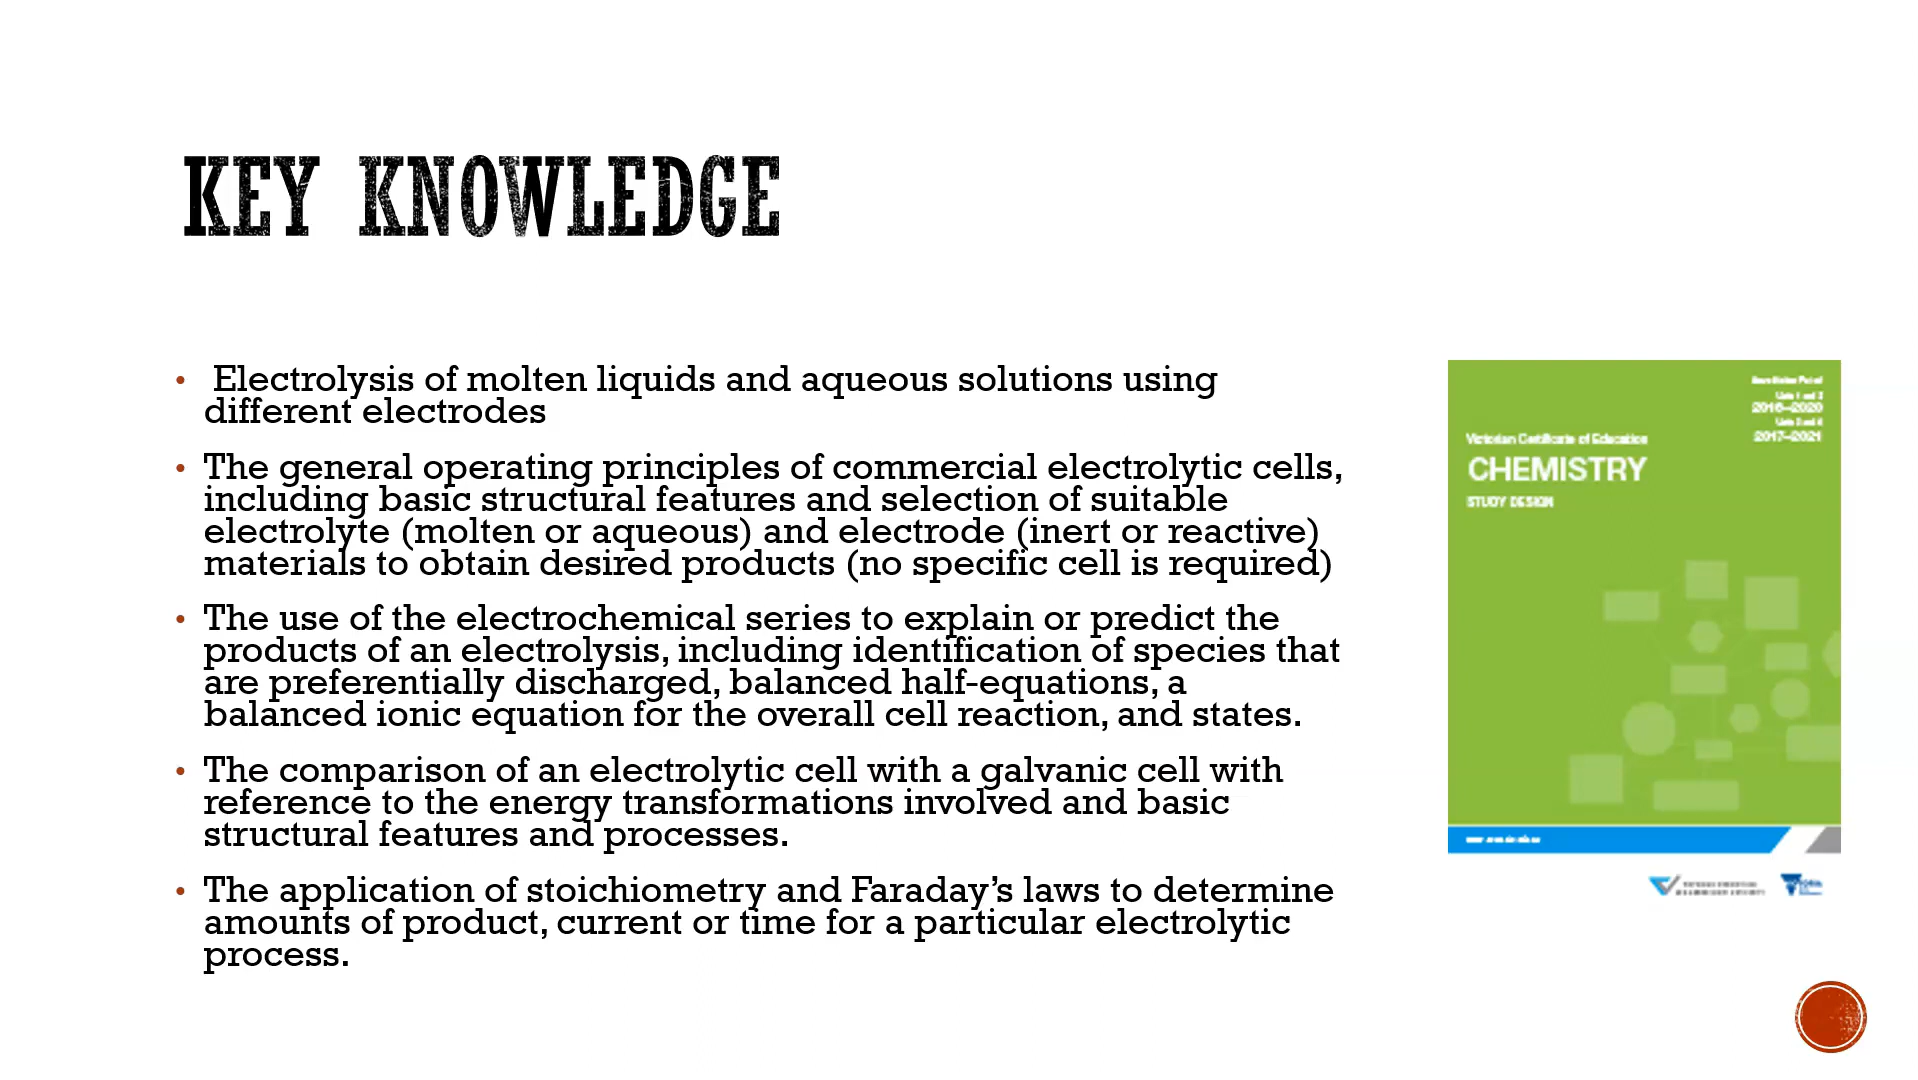 KEY KNOWLEDGE
• Electrolysis of molten liquids and aqueous solutions using
different electrodes
• The general operating principles of commercial electrolytic cells,
including basic structural features and selection of suitable
electrolyte (molten or aqueous) and electrode (inert or reactive)
materials to obtain desired products (no specific cell is required)
• The use of the electrochemical series to explain or predict the
products of an electrolysis, including identification of species that
are preferentially discharged, balanced half-equations, a
balanced ionic equation for the overall cell reaction, and states.
• The comparison of an electrolytic cell with a galvanic cell with
reference to the energy transformations involved and basic
structural features and processes.
• The application of stoichiometry and Faraday’s laws to determine
amounts of product, current or time for a particular electrolytic
process.
2016–2020
2017–2021
Victorian Certificate of Education
CHEMISTRY
STUDY DESIGN